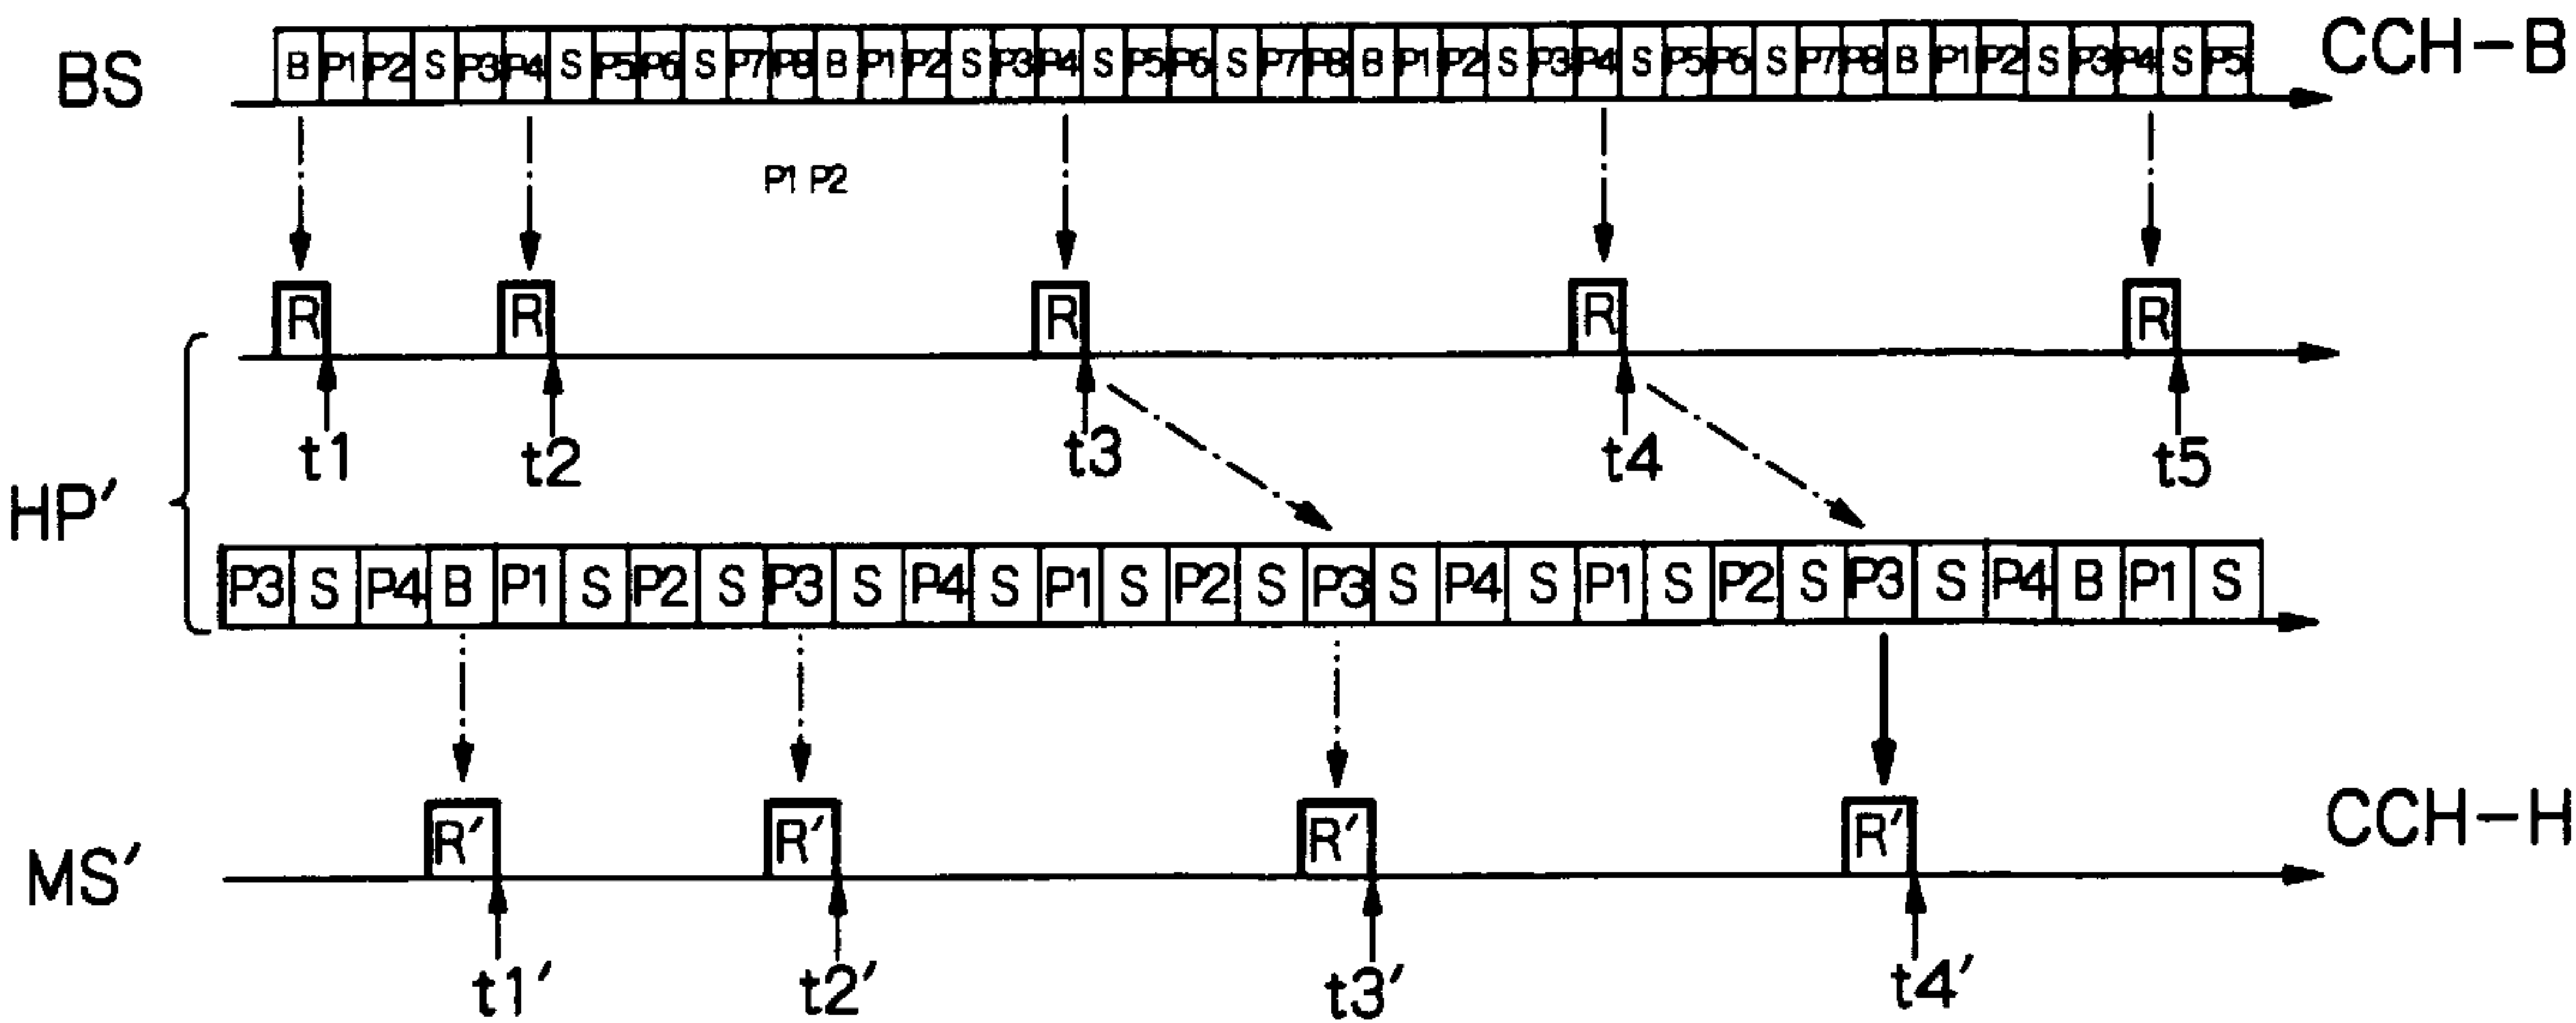 BS B P1 P2 S P3 P4 S P5 P6 S P7 P8 B P1 P2 S P3 P4 S P5 P6 S P7 P8 B P1 P2 S P3 P4 S P5 P6 S P7 P8 B P1 P2 S P3 P4 S P5 CCH-B
P1 P2
R R R R R
t1 t2 t3 t4 t5
HP′
P3 S P4 B P1 S P2 S P3 S P4 S P1 S P2 S P3 S P4 S P1 S P2 S P3 S P4 B P1 S
R′ R′ R′ R′ CCH-H
MS′
t1′ t2′ t3′ t4′